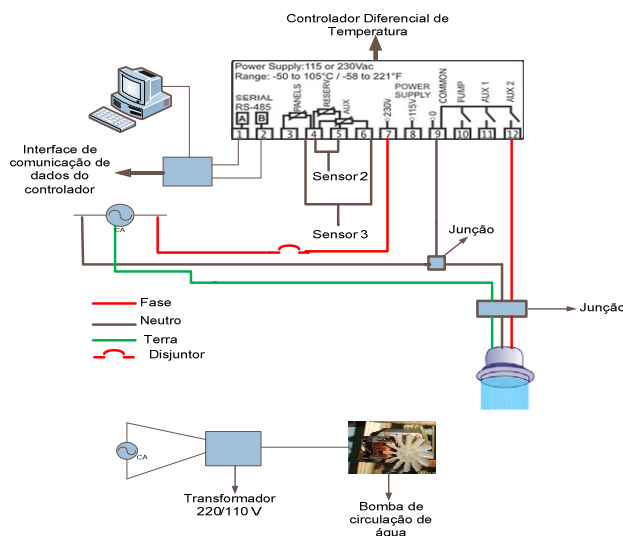 Controlador Diferencial de
Temperatura
Power Supply:115 or 230Vac
Range: -50 to 105°C / -58 to 221°F
SERIAL
RS-485
A B
PANELS
RESERV
AUX
230V
POWER
SUPPLY
115V
0
COMMON
PUMP
AUX 1
AUX 2
1 2 3 4 5 6 7 8 9 10 11 12
Interface de
comunicação de
dados do
controlador
Sensor 2
Sensor 3
CA
Junção
Fase
Neutro
Terra
Disjuntor
Junção
CA
Transformador
220/110 V
Bomba de
circulação de
água